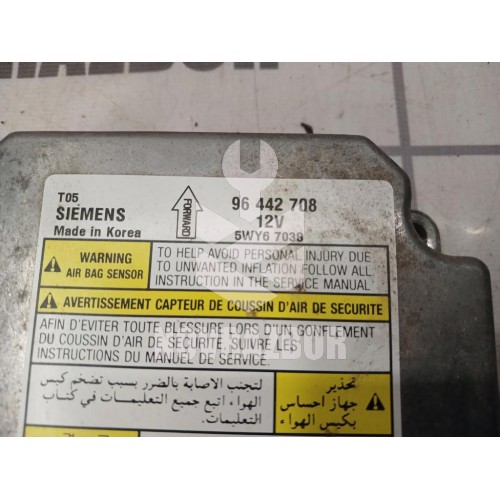 T05
SIEMENS
Made in Korea
FORWARD
96 442 708
12V
5WY6 7038
WARNING
AIR BAG SENSOR
TO HELP AVOID PERSONAL INJURY DUE
TO UNWANTED INFLATION FOLLOW ALL
INSTRUCTION IN THE SERVICE MANUAL
AVERTISSEMENT CAPTEUR DE COUSSIN D'AIR DE SECURITE
AFIN D'EVITER TOUTE BLESSURE LORS D'UN GONFLEMENT
DU COUSSIN D'AIR DE SECURITE, SUIVRE LES
INSTRUCTIONS DU MANUEL DE SERVICE.
تحذير
جهاز احساس
بكيس الهواء
لتجنب الاصابة بالضرر بسبب تضخم كيس
الهواء اتبع جميع التعليمات في كتاب
التعليمات.